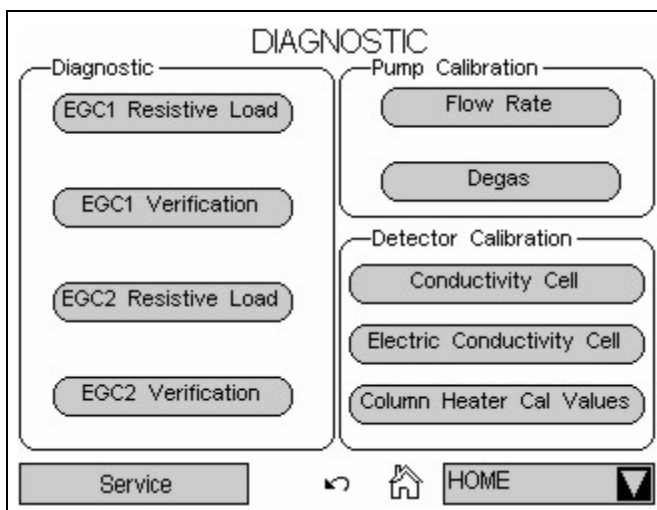 DIAGNOSTIC
Diagnostic
EGC1 Resistive Load
EGC1 Verification
EGC2 Resistive Load
EGC2 Verification
Pump Calibration
Flow Rate
Degas
Detector Calibration
Conductivity Cell
Electric Conductivity Cell
Column Heater Cal Values
Service
HOME